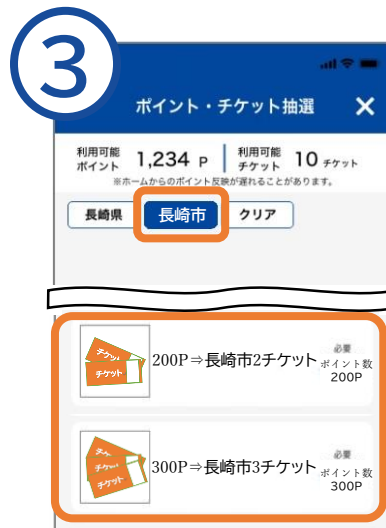 3
ポイント・チケット抽選 ×
利用可能ポイント 1,234 P 利用可能チケット 10 チケット
※ホームからのポイント反映が遅れることがあります。
長崎県 長崎市 クリア
チケット
チケット
200P⇒長崎市2チケット 必要ポイント数 200P
チケット
チケット
300P⇒長崎市3チケット 必要ポイント数 300P